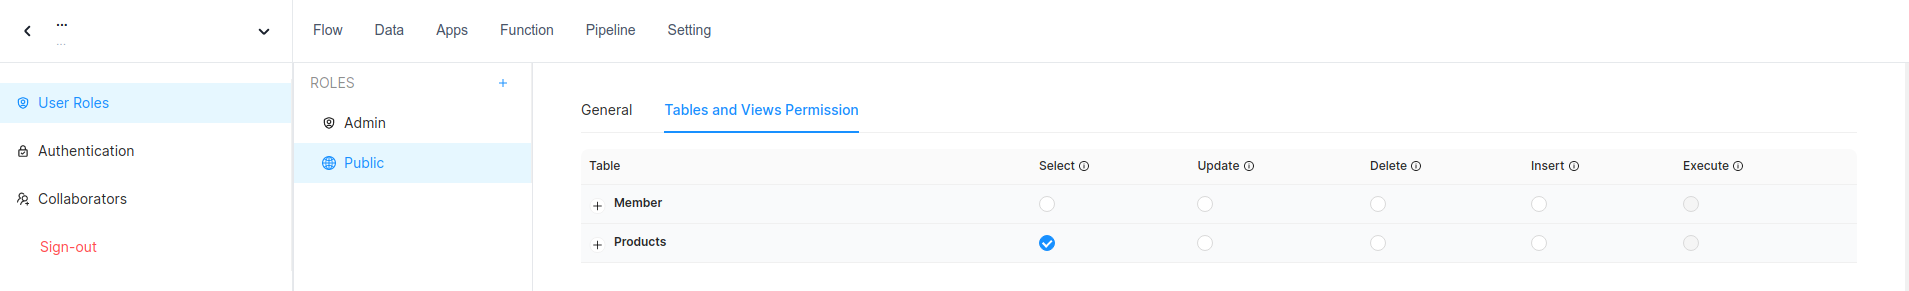 ...
...
Flow Data Apps Function Pipeline Setting
User Roles
Authentication
Collaborators
Sign-out
ROLES +
Admin
Public
General Tables and Views Permission
Table Select Update Delete Insert Execute
+ Member
+ Products